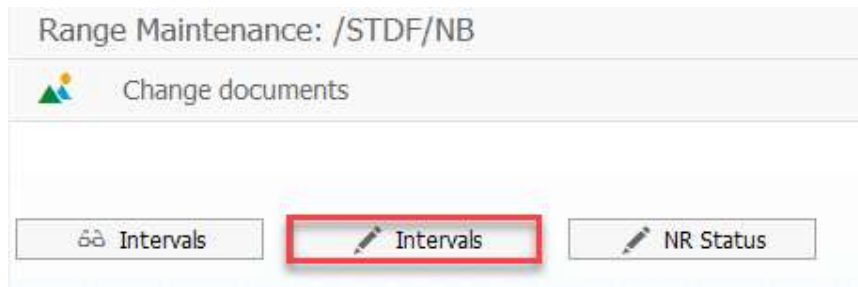 Range Maintenance: /STDF/NB
Change documents
Intervals Intervals NR Status